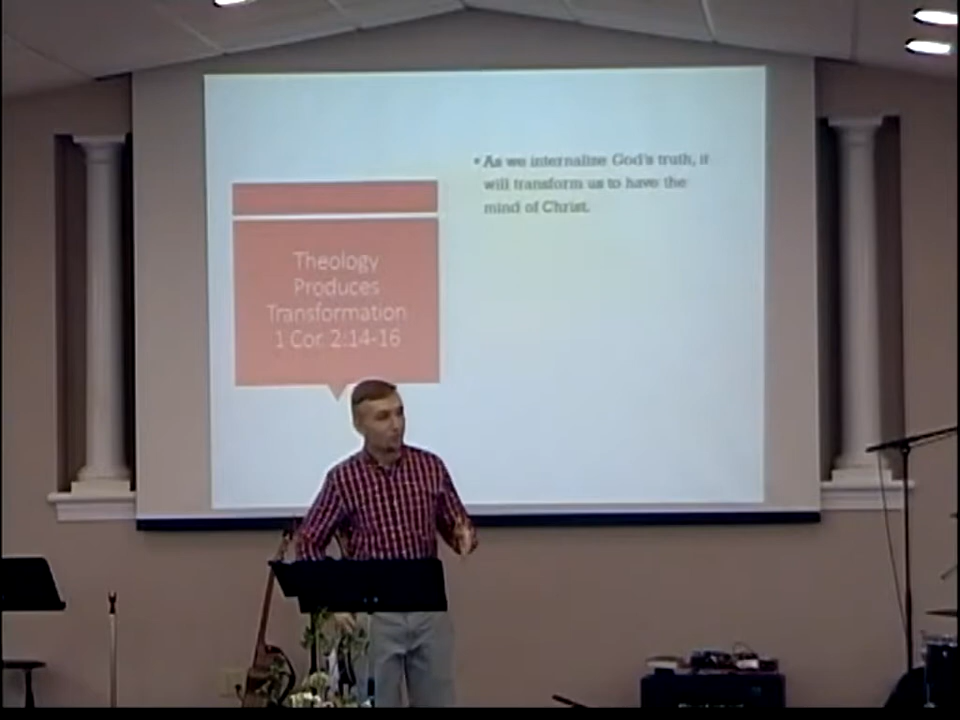 Theology
Produces
Transformation
1 Cor. 2:14-16
• As we internalize God's truth, it
will transform us to have the
mind of Christ.